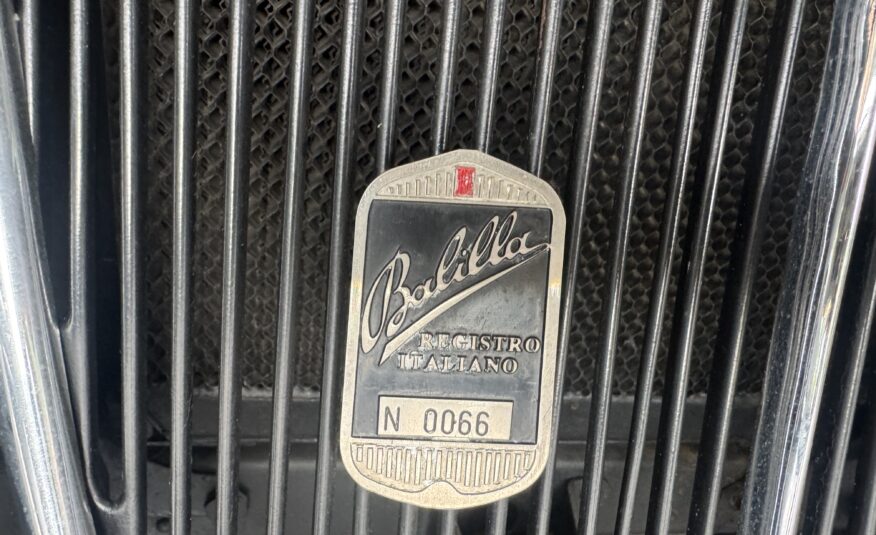 Balilla
REGISTRO
ITALIANO
N 0066